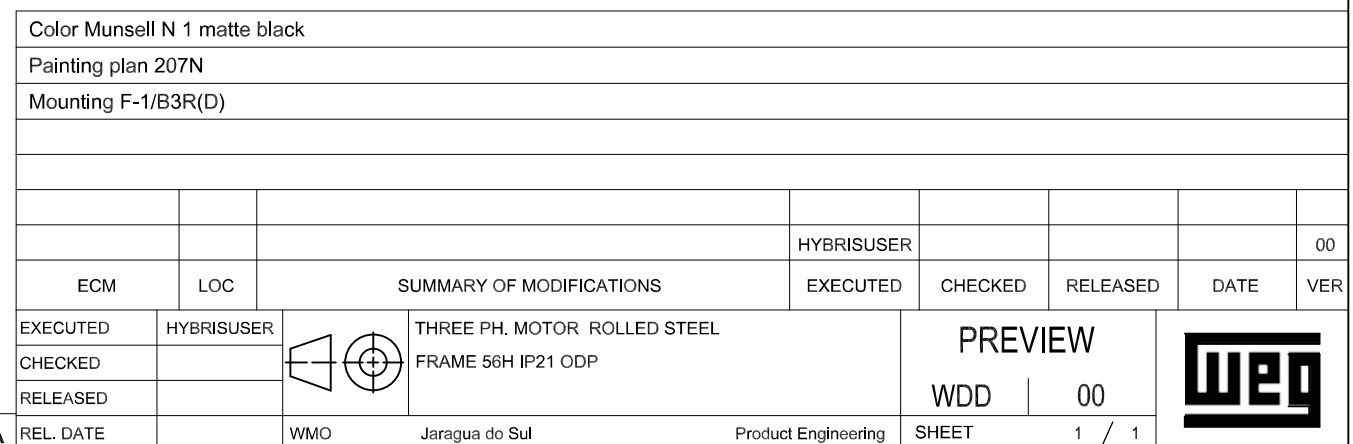 Color Munsell N 1 matte black
Painting plan 207N
Mounting F-1/B3R(D)
HYBRISUSER 00
ECM LOC SUMMARY OF MODIFICATIONS EXECUTED CHECKED RELEASED DATE VER
EXECUTED HYBRISUSER THREE PH. MOTOR ROLLED STEEL PREVIEW
CHECKED FRAME 56H IP21 ODP
RELEASED WDD 00
REL. DATE WMO Jaragua do Sul Product Engineering SHEET 1 / 1
weg